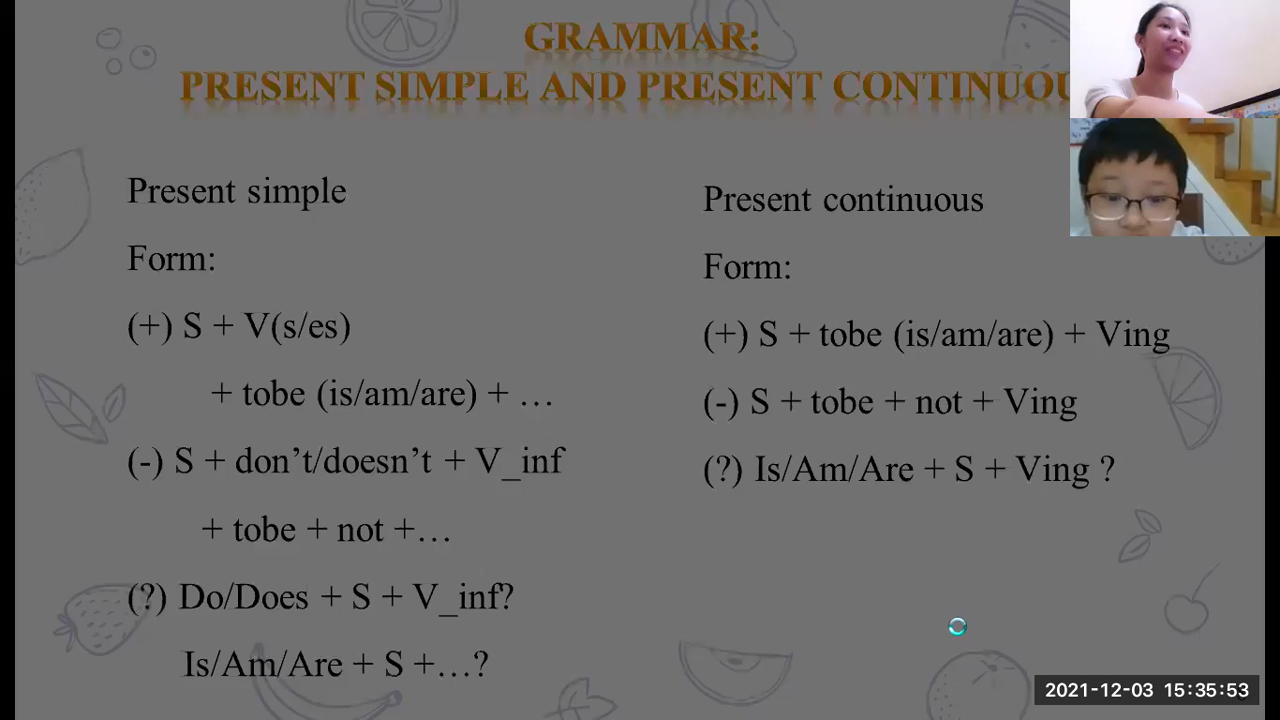 GRAMMAR:
PRESENT SIMPLE AND PRESENT CONTINUOU
Present simple
Form:
(+) S + V(s/es)
+ tobe (is/am/are) + …
(-) S + don’t/doesn’t + V_inf
+ tobe + not +…
(?) Do/Does + S + V_inf?
Is/Am/Are + S +…?
Present continuous
Form:
(+) S + tobe (is/am/are) + Ving
(-) S + tobe + not + Ving
(?) Is/Am/Are + S + Ving ?
2021-12-03 15:35:53